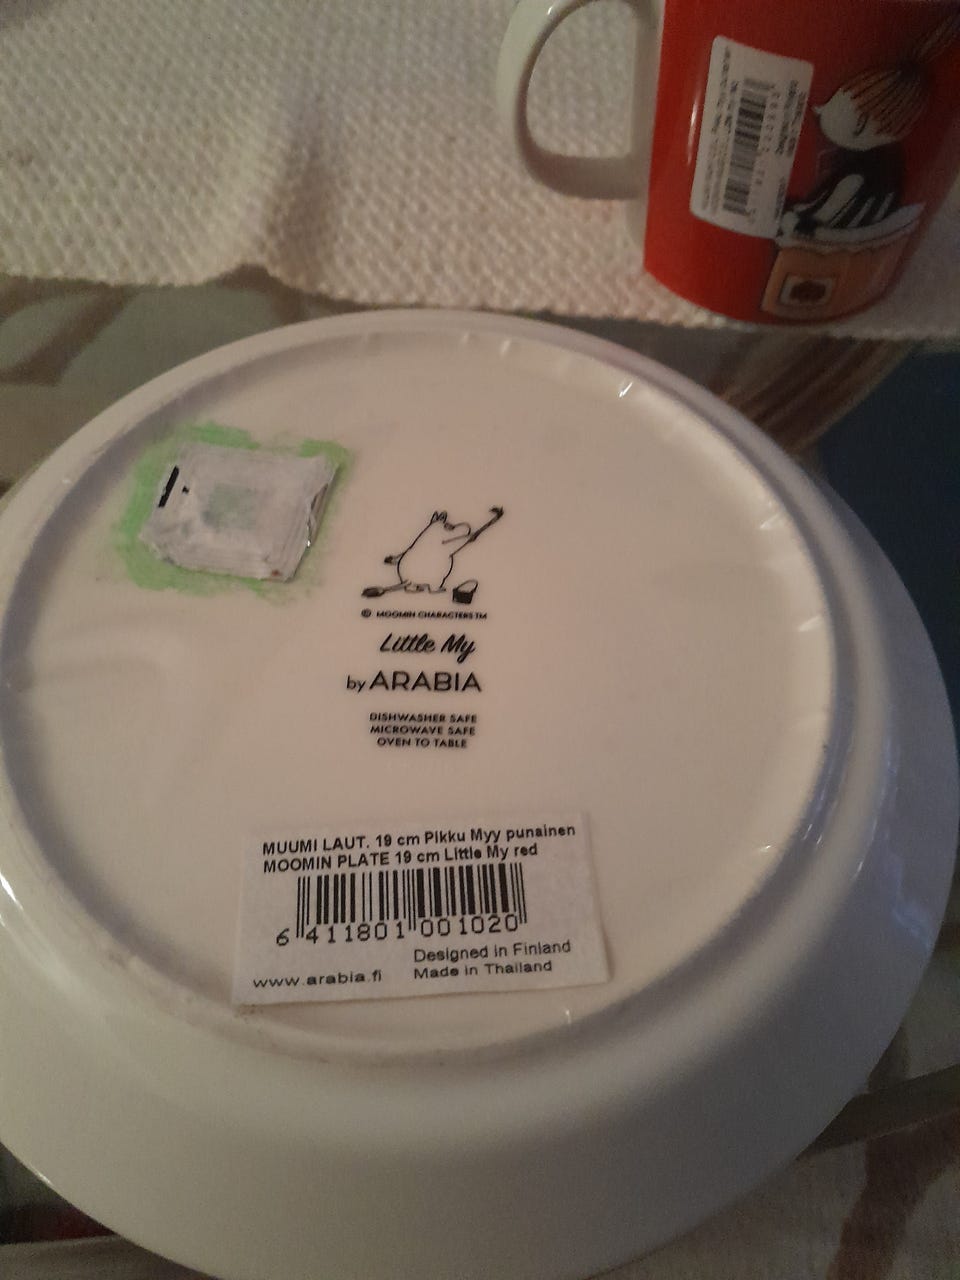 © MOOMIN CHARACTERS TM
Little My
by ARABIA
DISHWASHER SAFE
MICROWAVE SAFE
OVEN TO TABLE
MUUMI LAUT. 19 cm Pikku Myy punainen
MOOMIN PLATE 19 cm Little My red
6 411801 001020
Designed in Finland
www.arabia.fi Made in Thailand